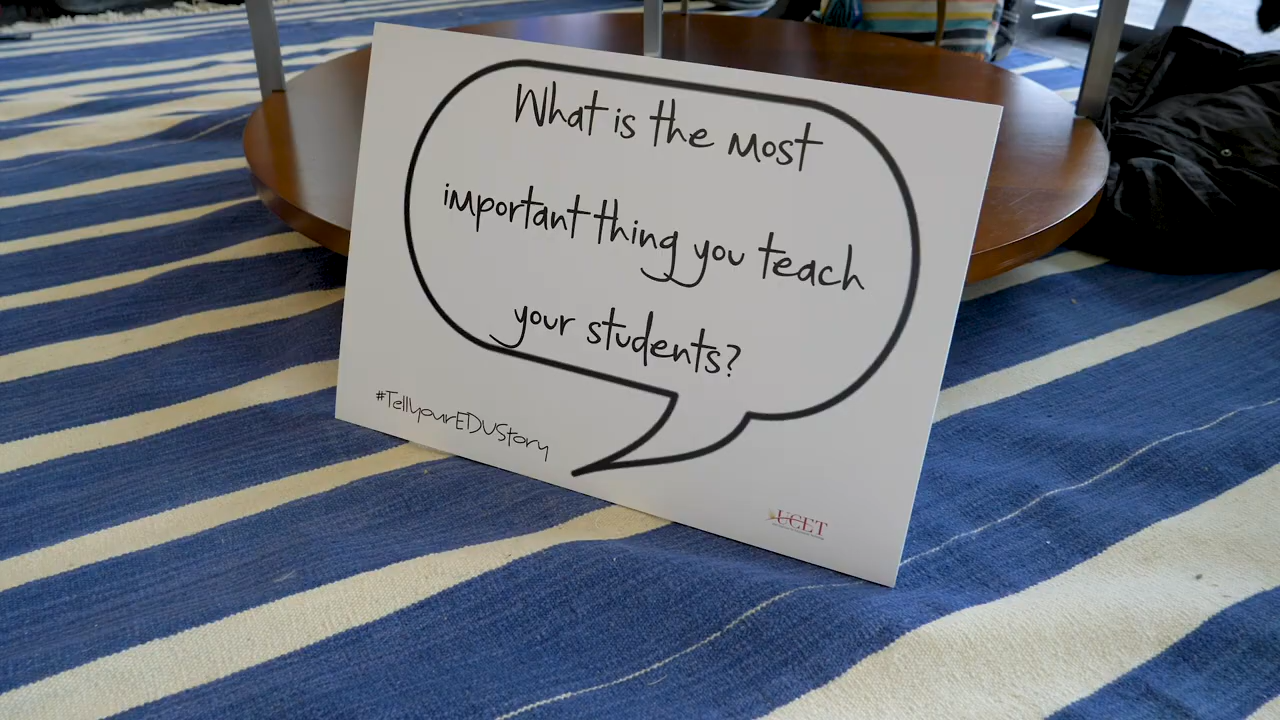 What is the most
important thing you teach
your students?
#TellYourEDUStory
UCET